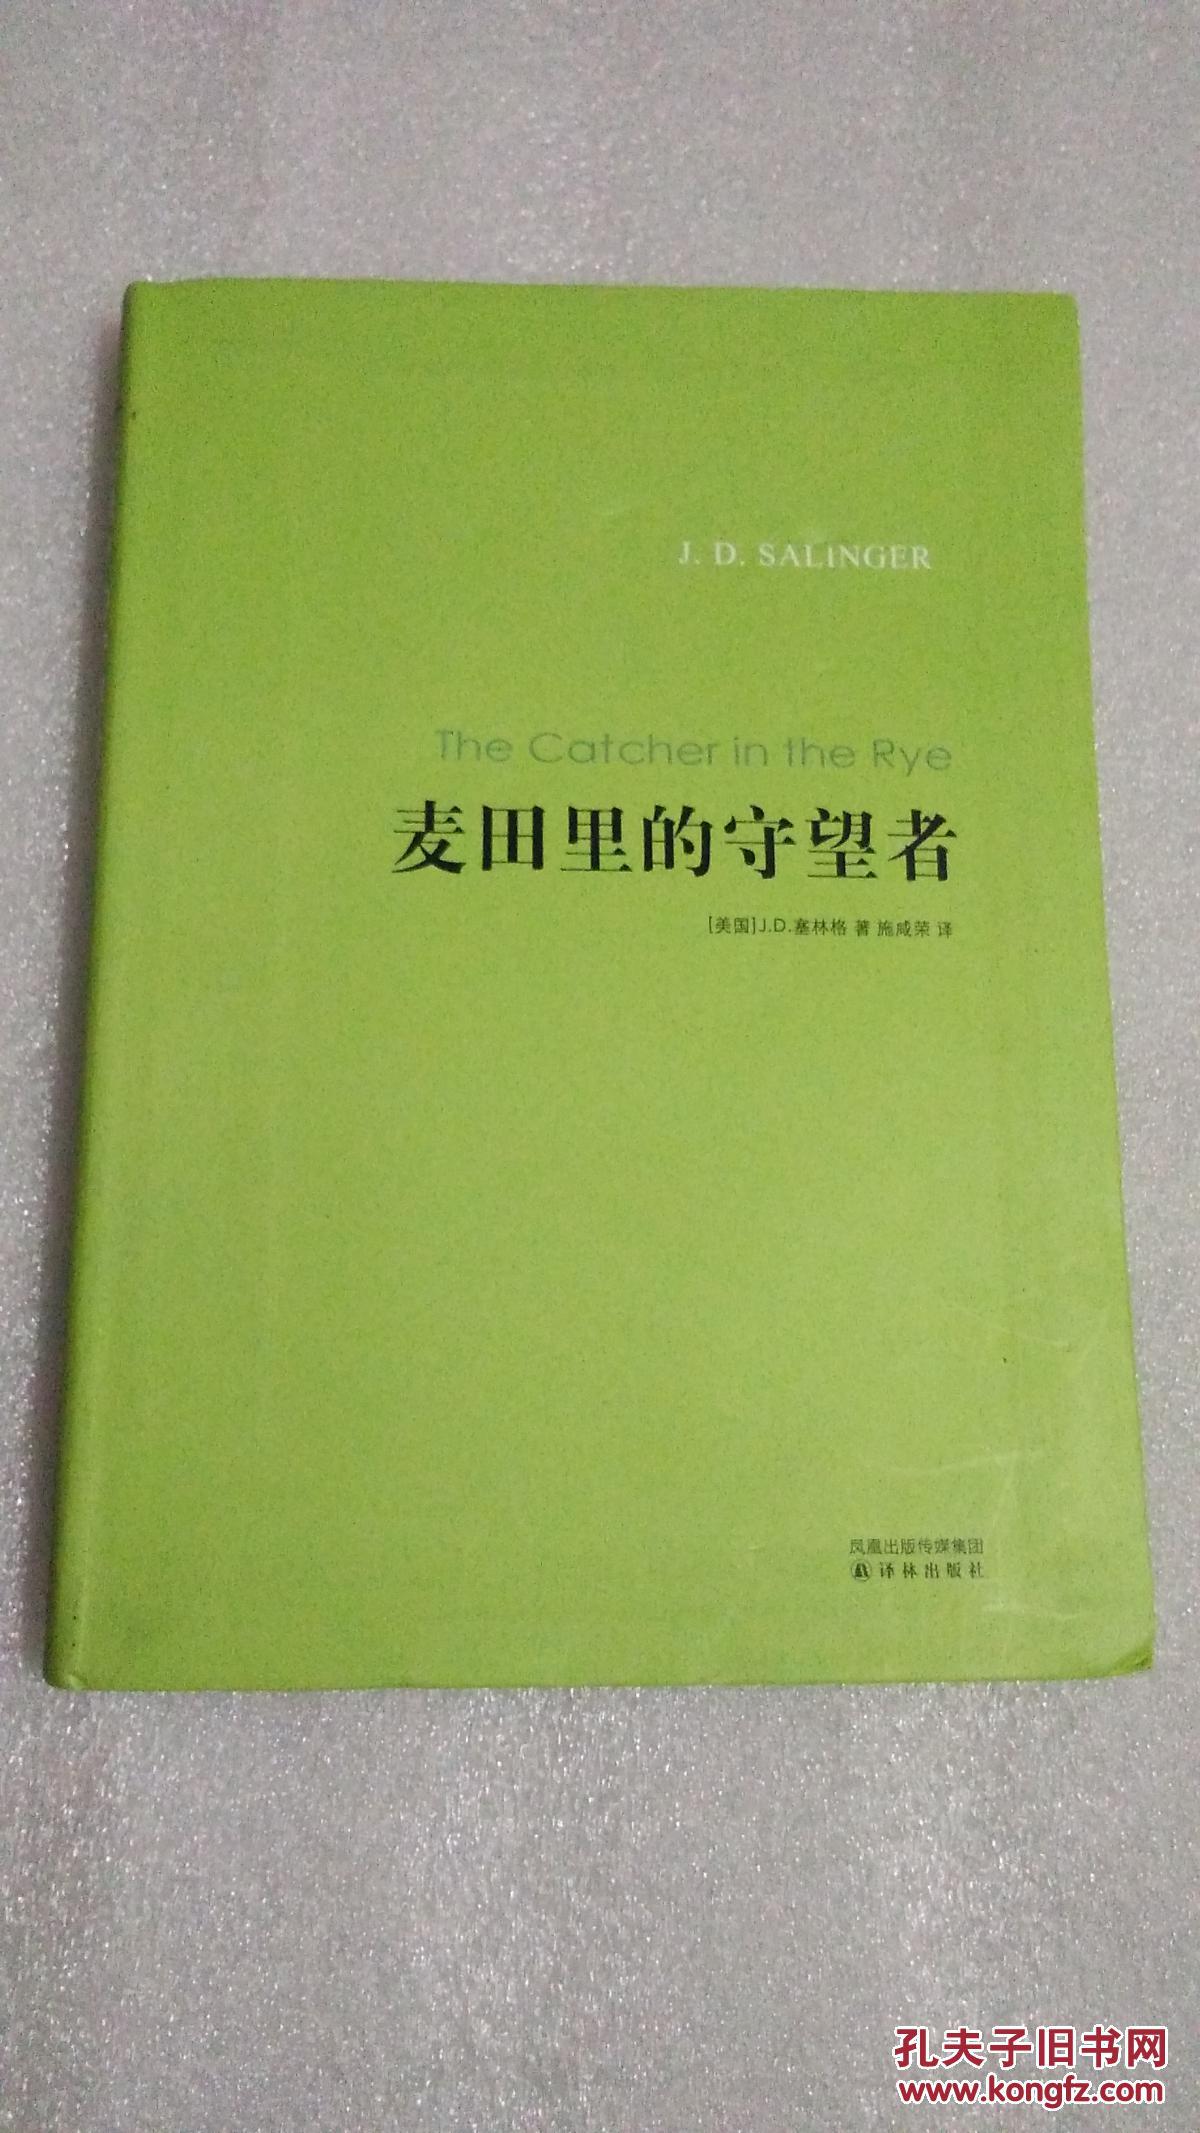 J. D. SALINGER
The Catcher in the Rye
麦田里的守望者
[美国]J.D.塞林格 著 施咸荣 译
凤凰出版传媒集团
译林出版社
孔夫子旧书网
www.kongfz.com